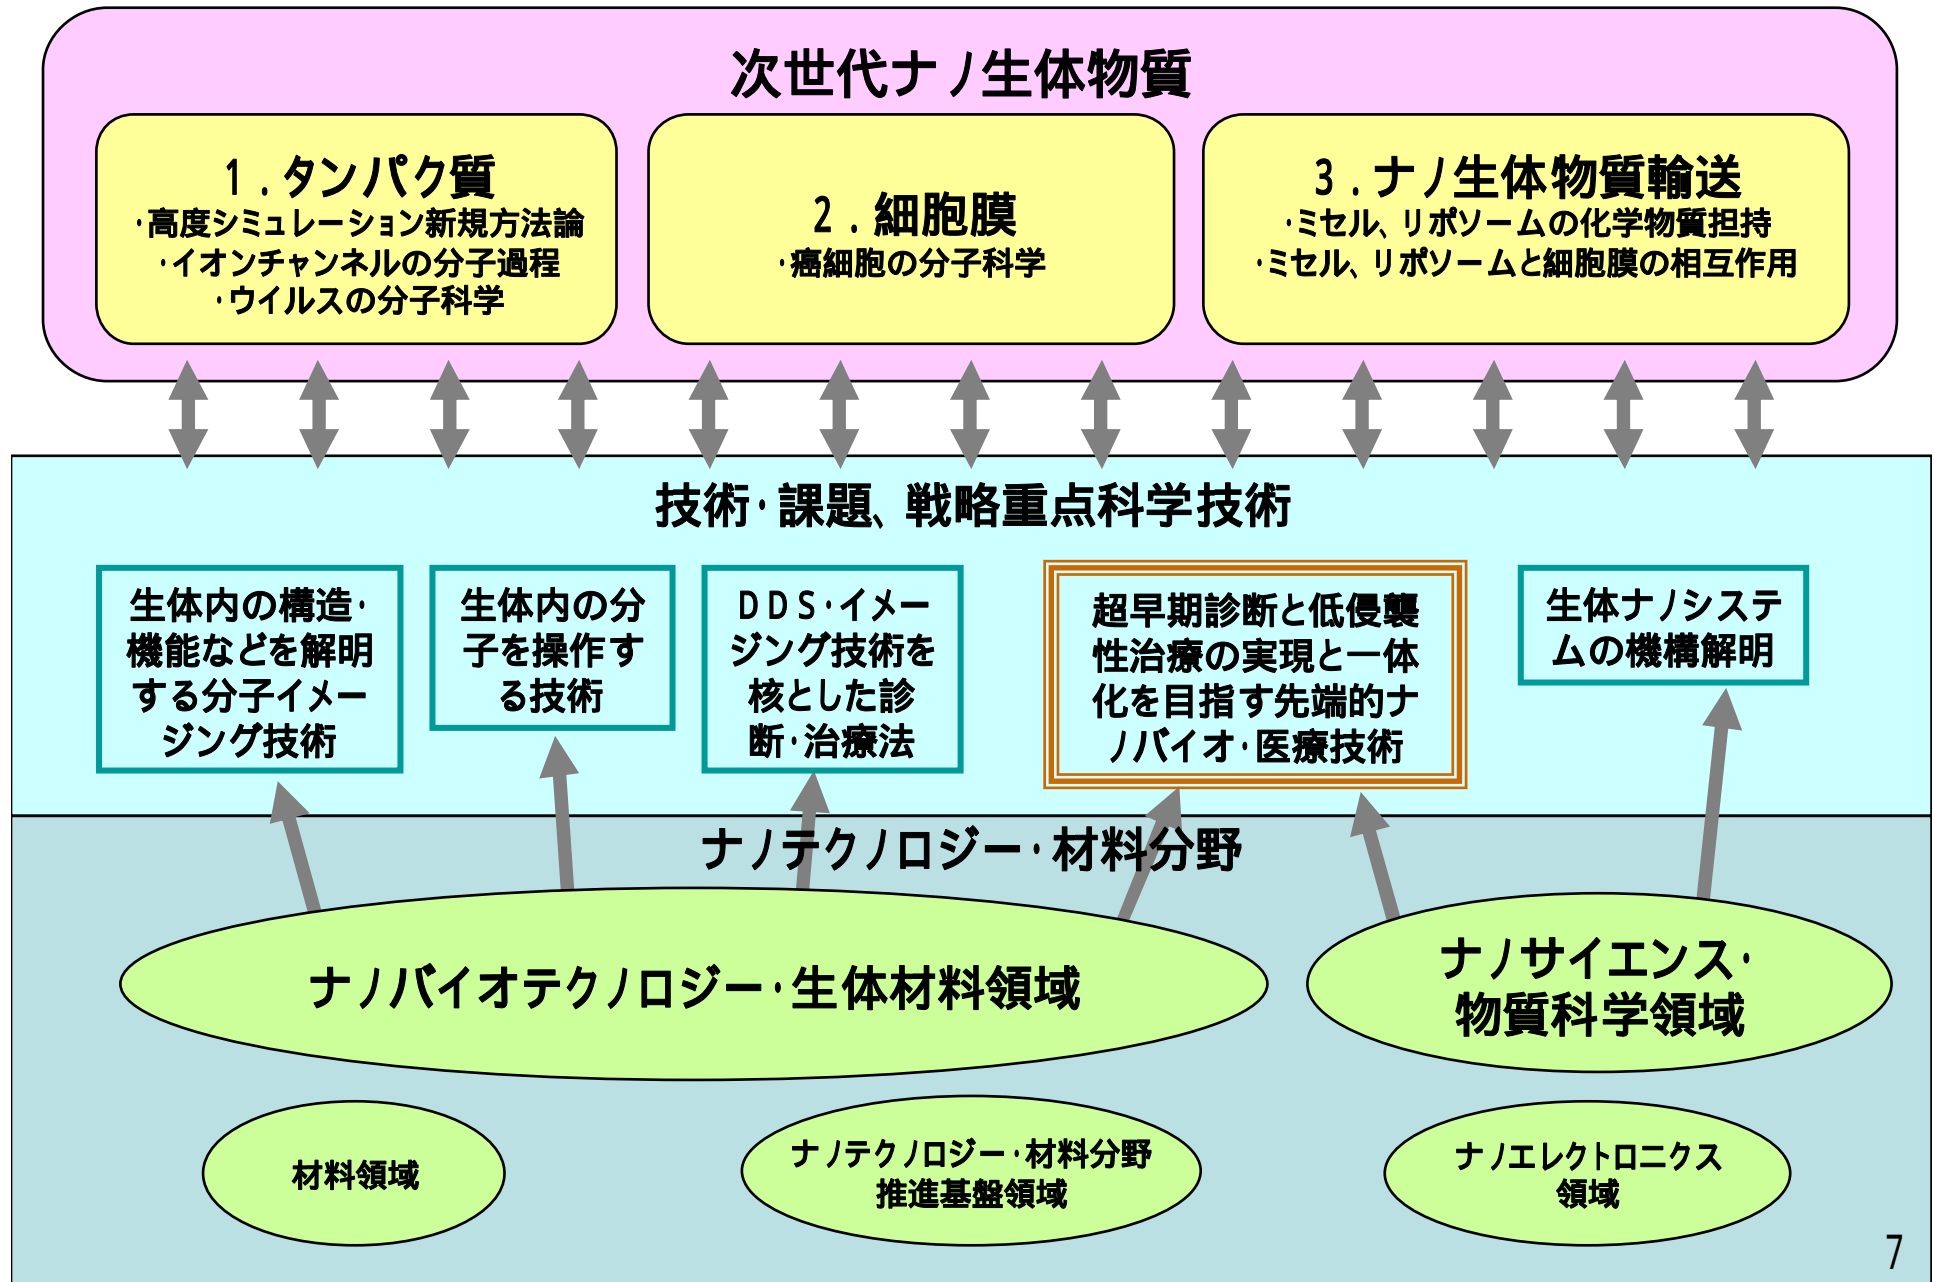 次世代ナノ生体物質
1．タンパク質
・高度シミュレーション新規方法論
・イオンチャンネルの分子過程
・ウイルスの分子科学
2．細胞膜
・癌細胞の分子科学
3．ナノ生体物質輸送
・ミセル、リポソームの化学物質担持
・ミセル、リポソームと細胞膜の相互作用
技術・課題、戦略重点科学技術
生体内の構造・
機能などを解明
する分子イメー
ジング技術
生体内の分
子を操作す
る技術
DDS・イメー
ジング技術を
核とした診
断・治療法
超早期診断と低侵襲
性治療の実現と一体
化を目指す先端的ナ
ノバイオ・医療技術
生体ナノシステ
ムの機構解明
ナノテクノロジー・材料分野
ナノバイオテクノロジー・生体材料領域
ナノサイエンス・
物質科学領域
材料領域
ナノテクノロジー・材料分野
推進基盤領域
ナノエレクトロニクス
領域
7